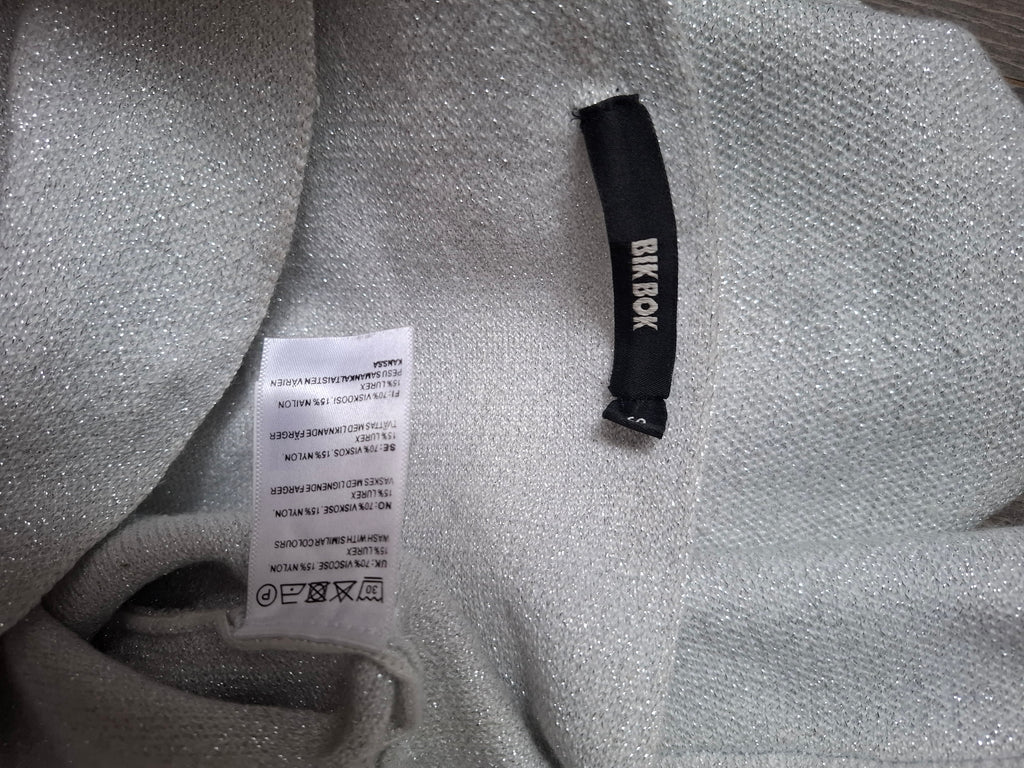 BIK BOK
S
30
P
UK: 70% VISCOSE. 15% NYLON.
15% LUREX
WASH WITH SIMILAR COLOURS
NO: 70% VISKOSE. 15% NYLON.
15% LUREX
VASKES MED LIGNENDE FARGER
SE: 70% VISKOS. 15% NYLON.
15% LUREX
TVÄTTAS MED LIKNANDE FÄRGER
FI: 70% VISKOOSI. 15% NAILON
15% LUREX
PESU SAMANKALTAISTEN VÄRIEN
KANSSA